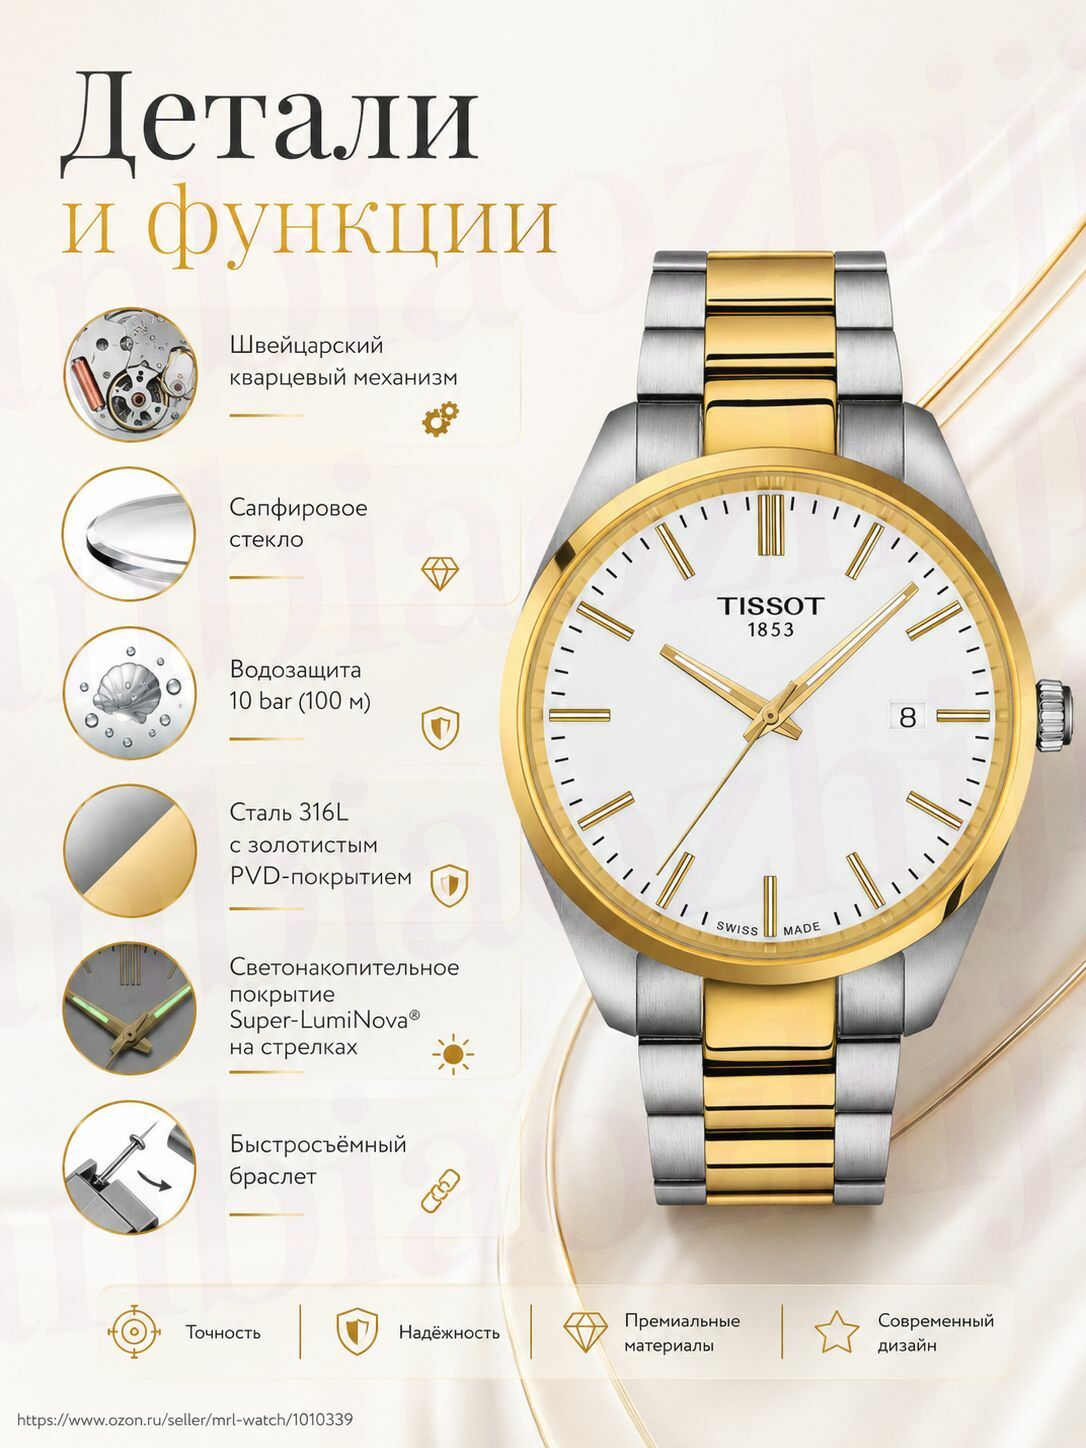 Детали
и функции
Швейцарский
кварцевый механизм
Сапфировое
стекло
Водозащита
10 bar (100 м)
Сталь 316L
с золотистым
PVD-покрытием
Светонакопительное
покрытие
Super-LumiNova®
на стрелках
Быстросъёмный
браслет
TISSOT
1853
8
SWISS MADE
Точность
Надёжность
Премиальные
материалы
Современный
дизайн
https://www.ozon.ru/seller/mrl-watch/1010339